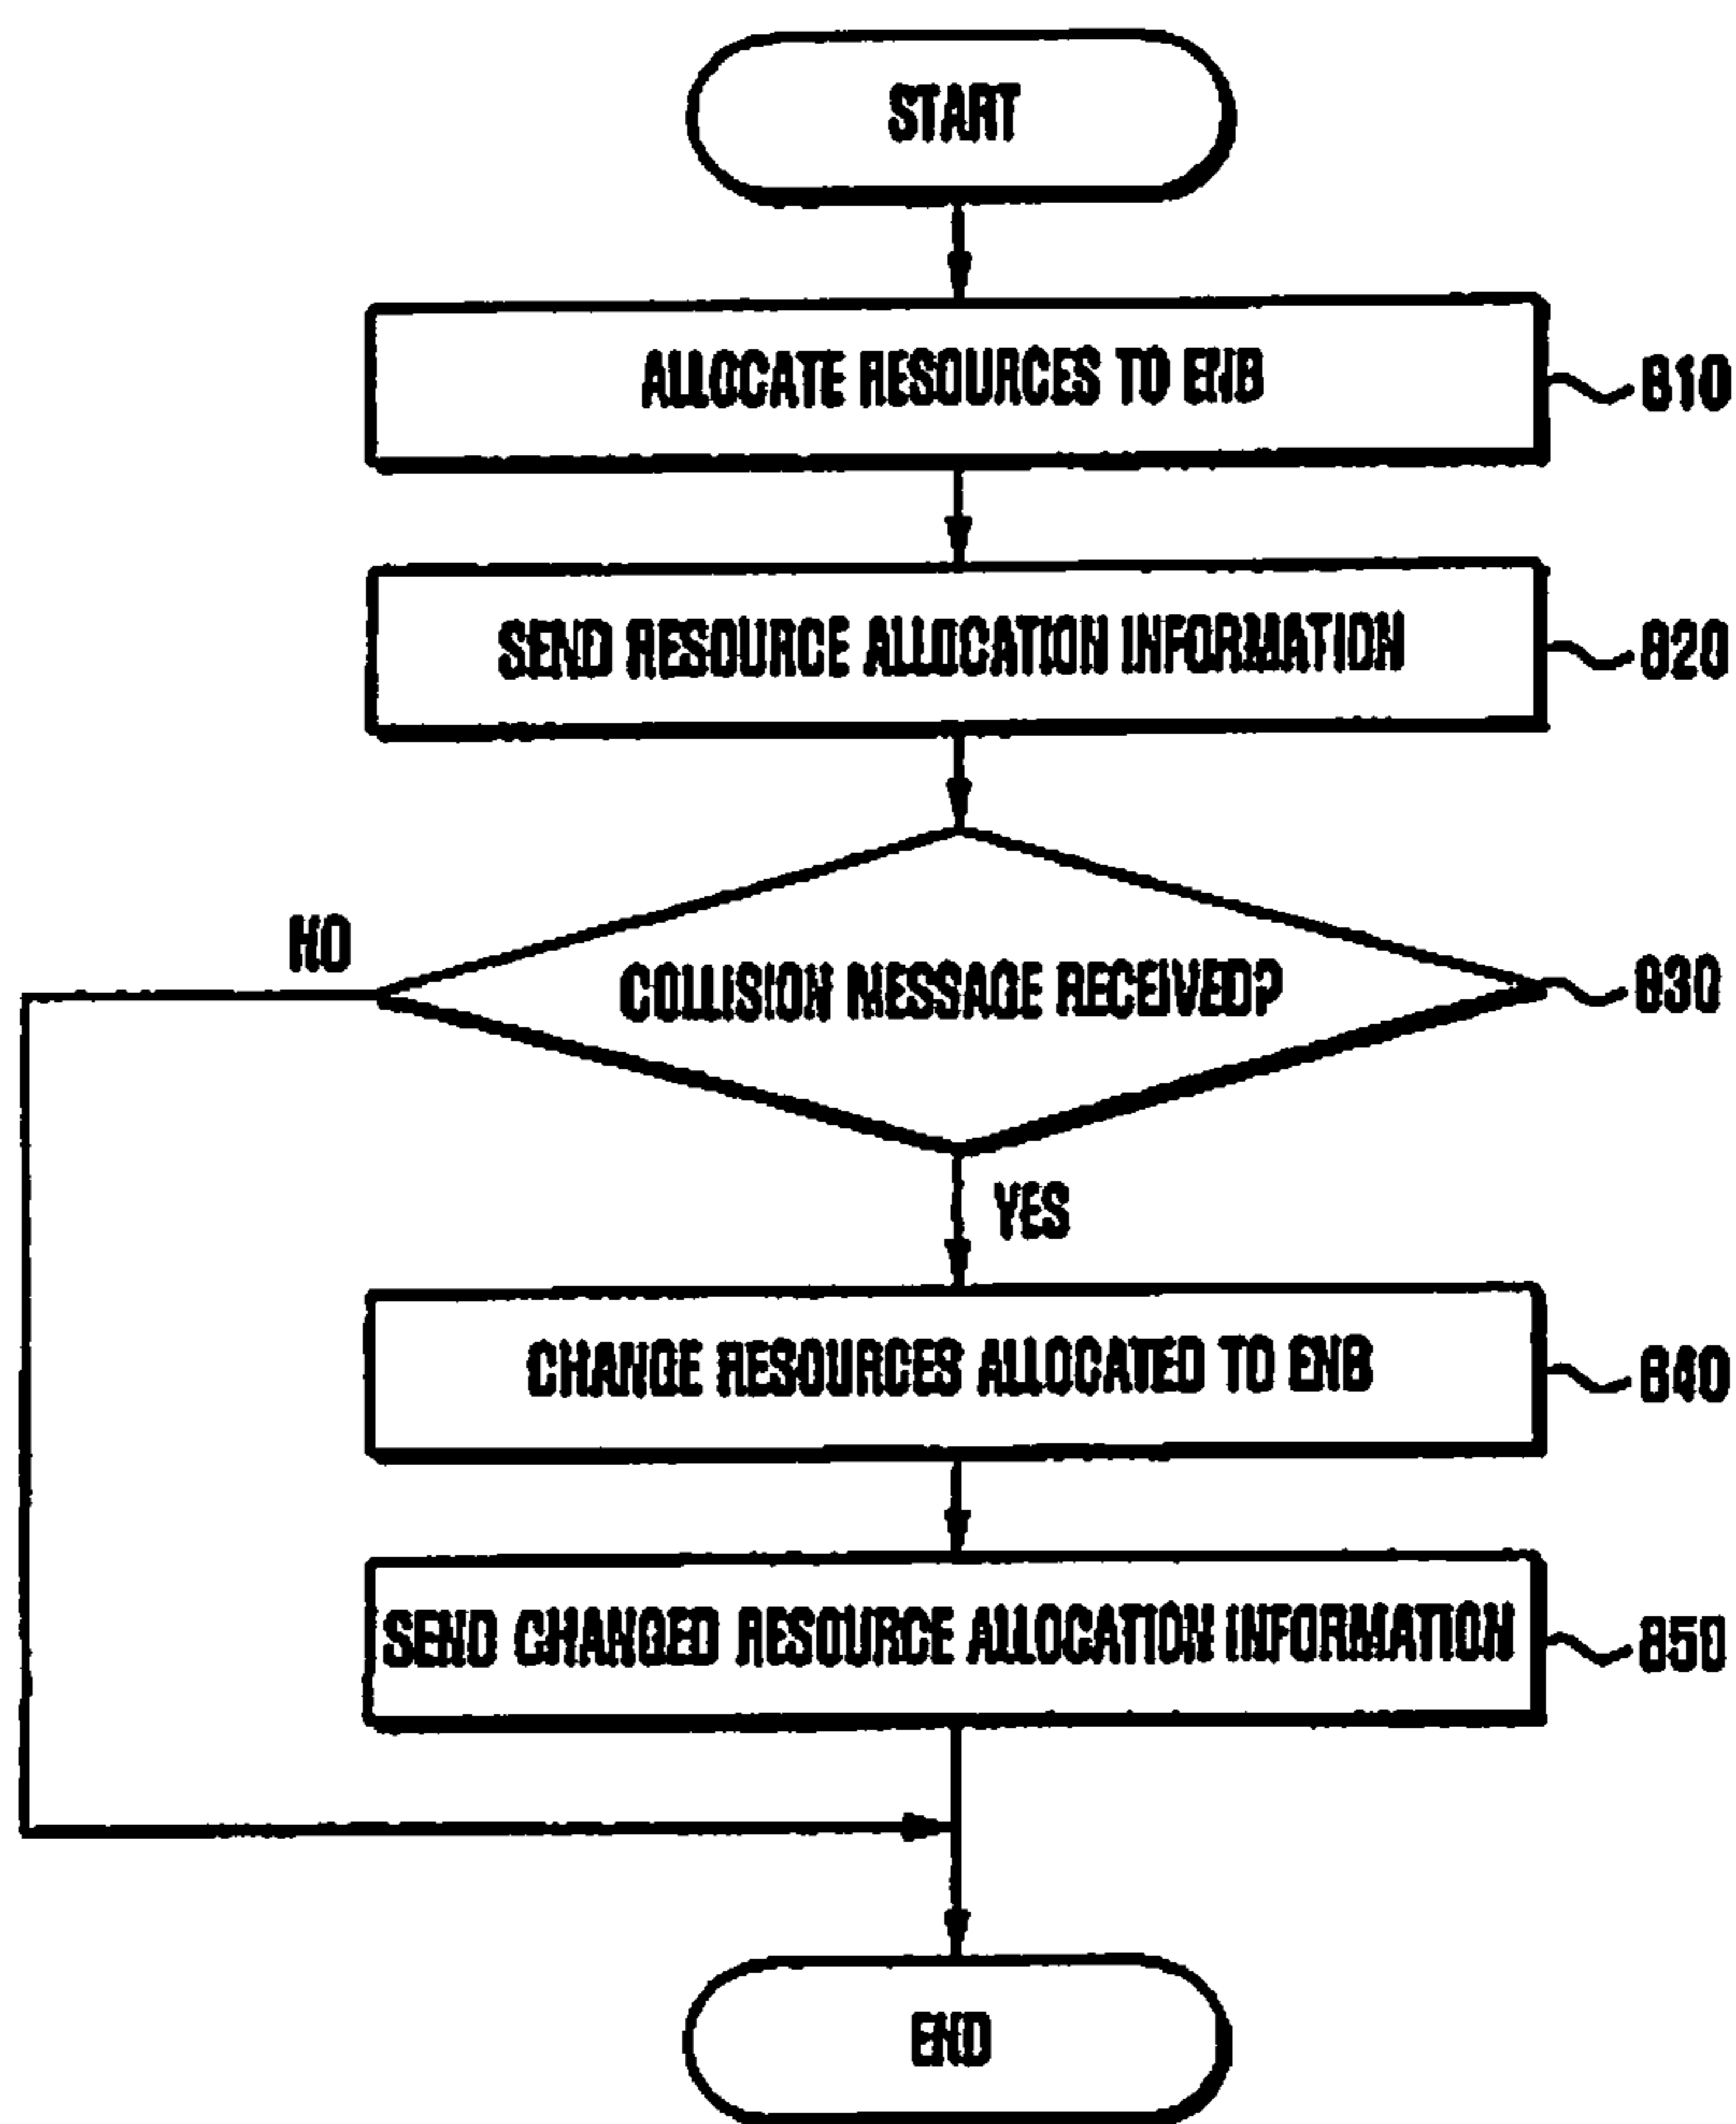 START
ALLOCATE RESOURCES TO ENB
810
SEND RESOURCE ALLOCATION INFORMATION
820
NO
COLLISION MESSAGE RECEIVED?
830
YES
CHANGE RESOURCES ALLOCATED TO ENB
840
SEND CHANGED RESOURCE ALLOCATION INFORMATION
850
END